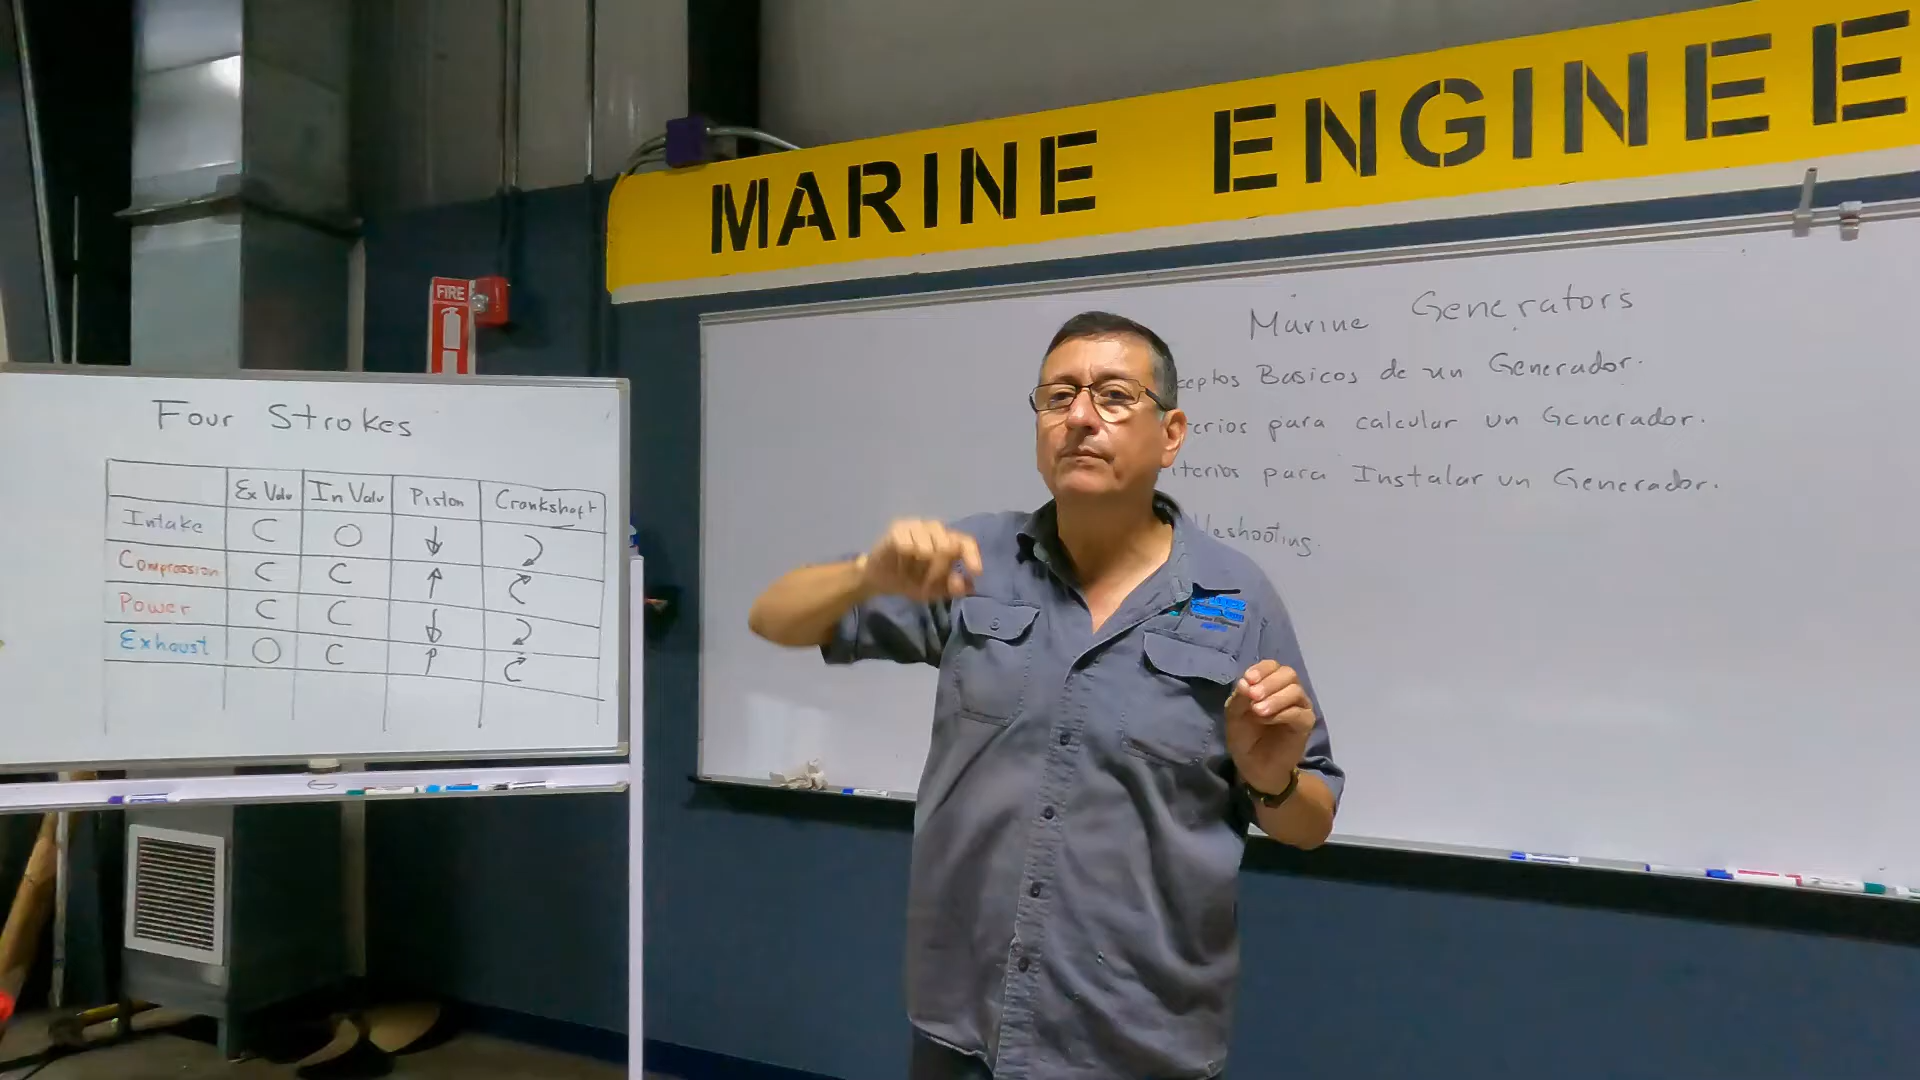 MARINE ENGINEE
FIRE
Four Strokes
Ex Valv In Valv Piston Crankshaft
Intake C O ↓
Compression C C ↑
Power C C ↓
Exhaust O C ↑
Marine Generators
ceptos Basicos de un Generador.
terios para calcular un Generador.
iterios para Instalar un Generador.
bleshooting.